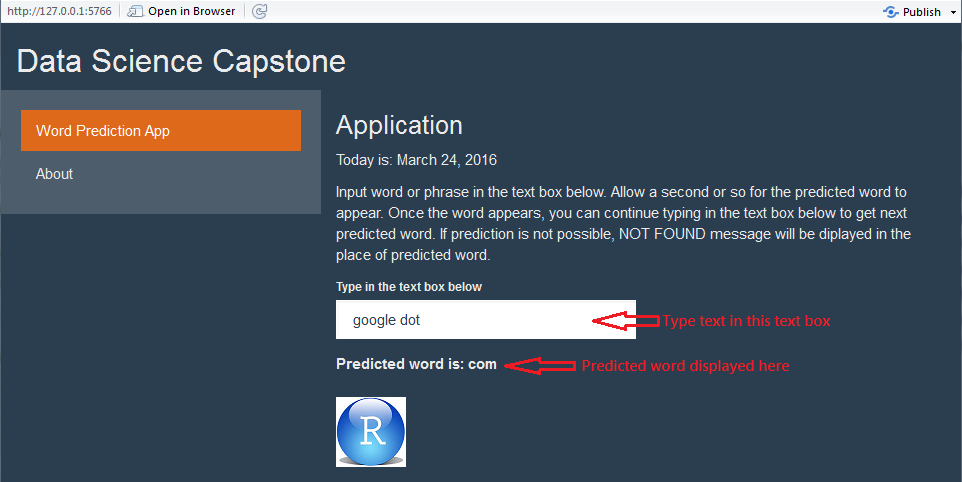 http://127.0.0.1:5766 Open in Browser Publish
Data Science Capstone
Word Prediction App
About
Application
Today is: March 24, 2016
Input word or phrase in the text box below. Allow a second or so for the predicted word to
appear. Once the word appears, you can continue typing in the text box below to get next
predicted word. If prediction is not possible, NOT FOUND message will be diplayed in the
place of predicted word.
Type in the text box below
google dot
Type text in this text box
Predicted word is: com
Predicted word displayed here
R